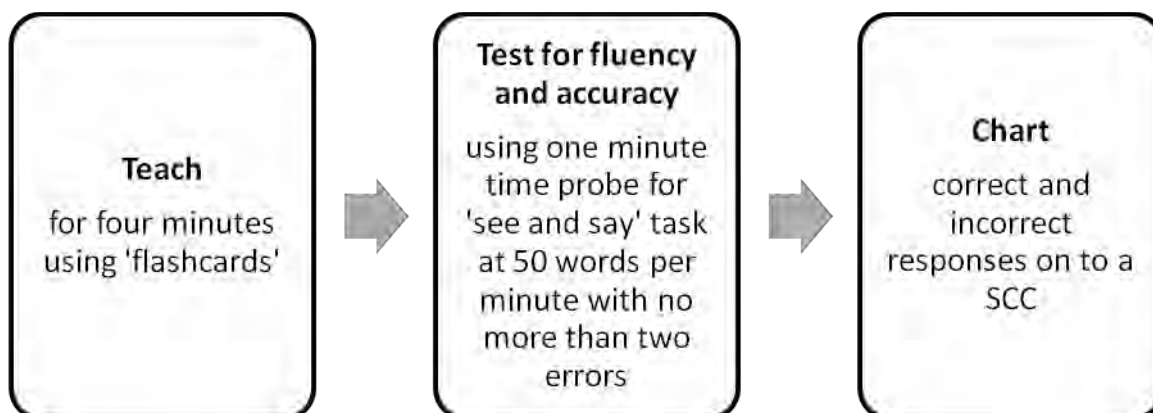 Teach
for four minutes
using 'flashcards'
Test for fluency
and accuracy
using one minute
time probe for
'see and say' task
at 50 words per
minute with no
more than two
errors
Chart
correct and
incorrect
responses on to a
SCC